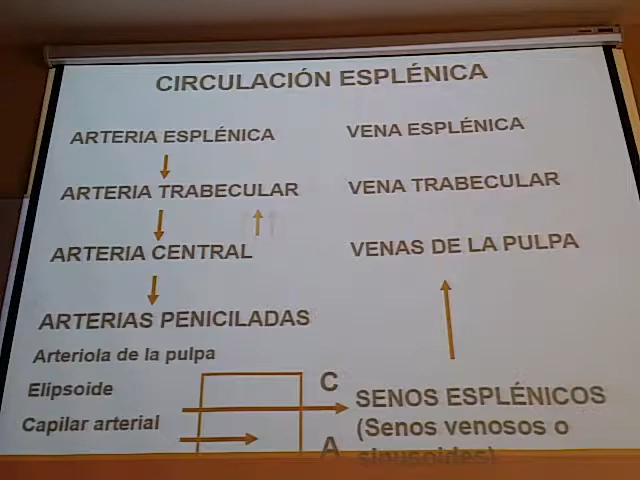 CIRCULACIÓN ESPLÉNICA
ARTERIA ESPLÉNICA
ARTERIA TRABECULAR
ARTERIA CENTRAL
ARTERIAS PENICILADAS
Arteriola de la pulpa
Elipsoide
Capilar arterial
VENA ESPLÉNICA
VENA TRABECULAR
VENAS DE LA PULPA
C
SENOS ESPLÉNICOS
(Senos venosos o
A
sinusoides)